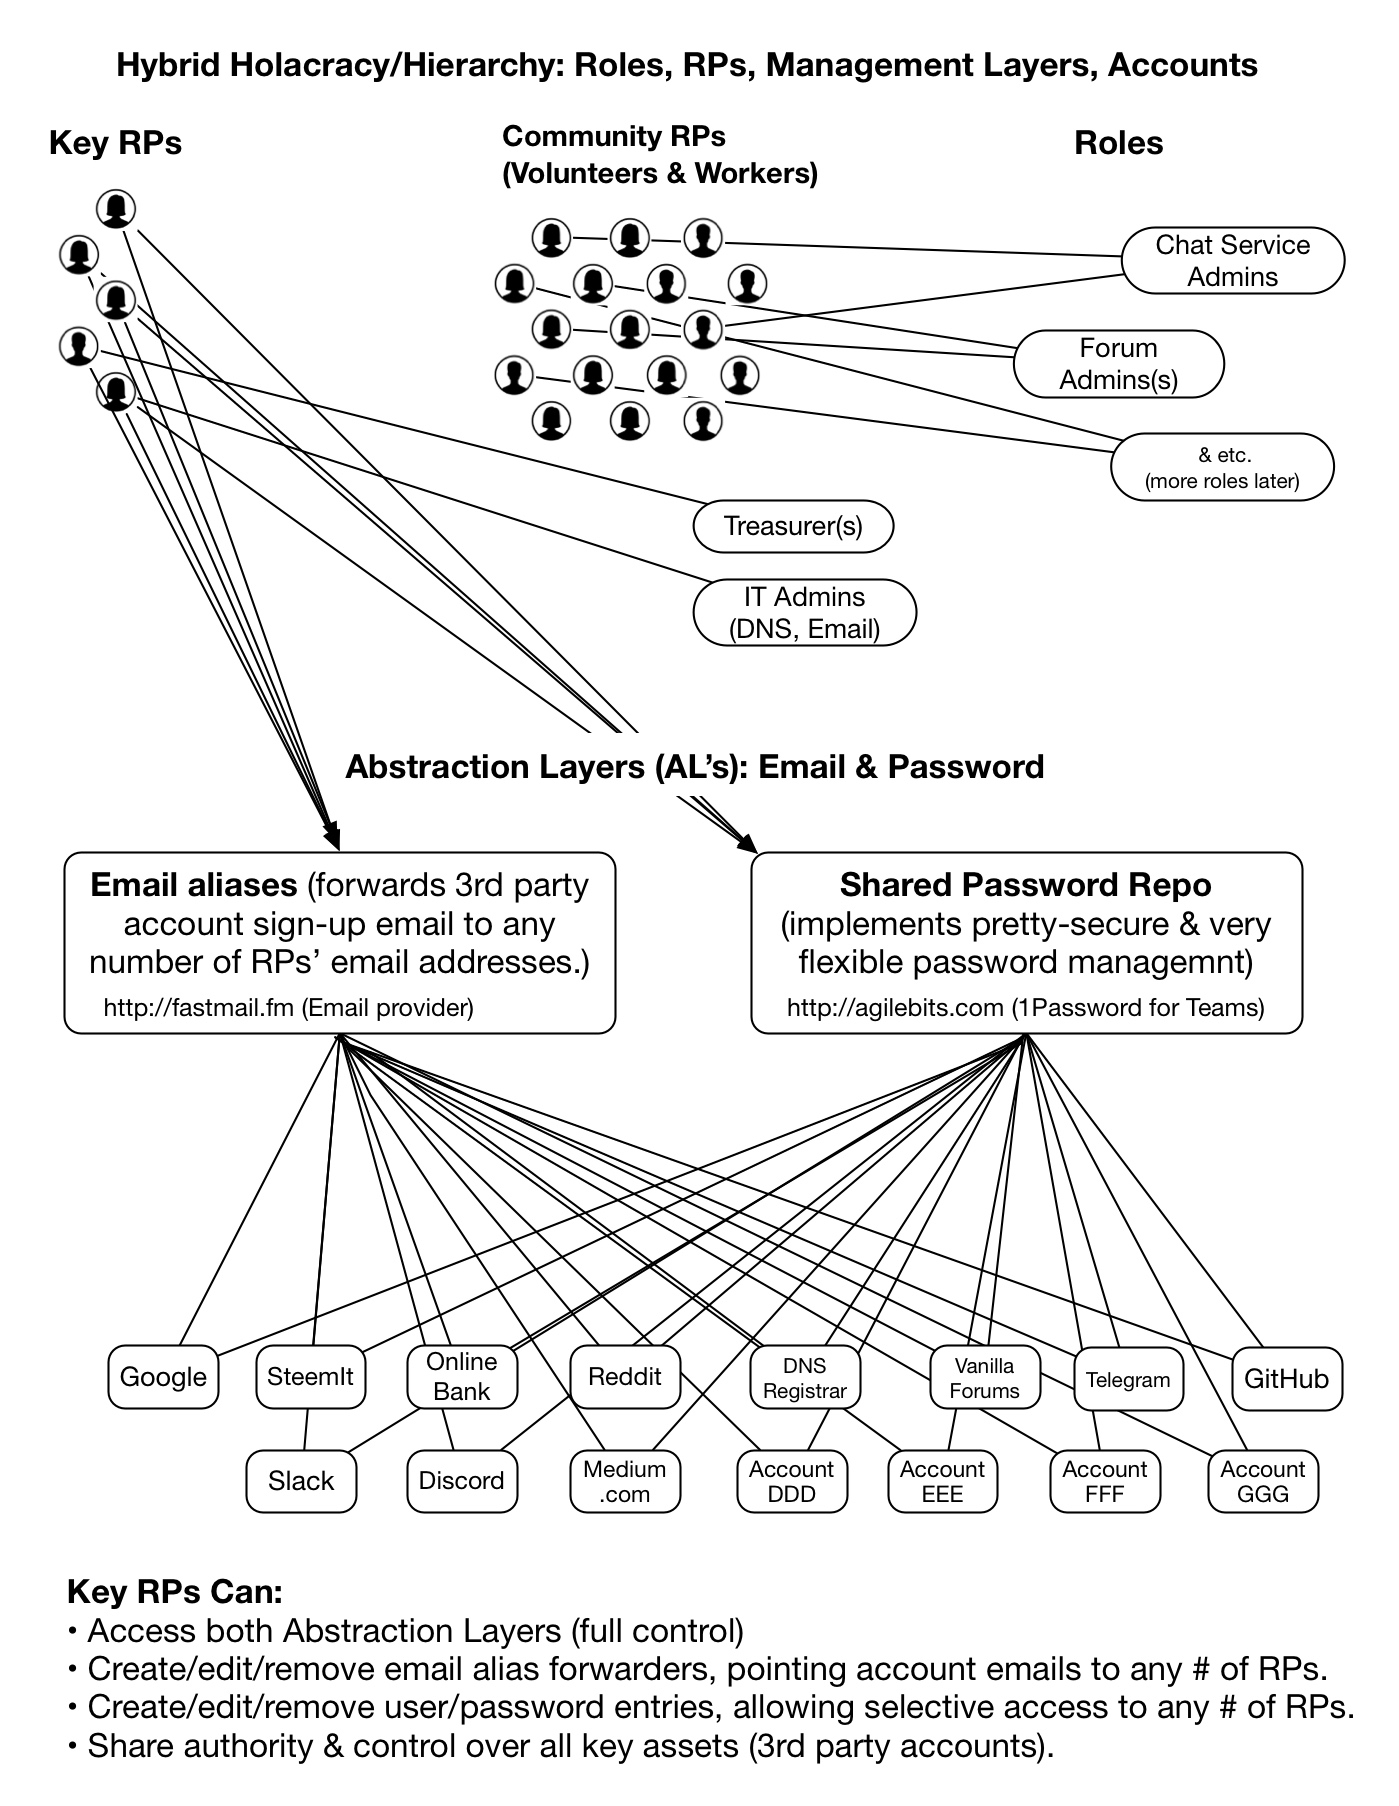 Hybrid Holacracy/Hierarchy: Roles, RPs, Management Layers, Accounts
Key RPs
Community RPs
(Volunteers & Workers)
Roles
Chat Service
Admins
Forum
Admins(s)
& etc.
(more roles later)
Treasurer(s)
IT Admins
(DNS, Email)
Abstraction Layers (AL’s): Email & Password
Email aliases (forwards 3rd party
account sign-up email to any
number of RPs’ email addresses.)
http://fastmail.fm (Email provider)
Shared Password Repo
(implements pretty-secure & very
flexible password managemnt)
http://agilebits.com (1Password for Teams)
Google
SteemIt
Online
Bank
Reddit
DNS
Registrar
Vanilla
Forums
Telegram
GitHub
Slack
Discord
Medium
.com
Account
DDD
Account
EEE
Account
FFF
Account
GGG
Key RPs Can:
• Access both Abstraction Layers (full control)
• Create/edit/remove email alias forwarders, pointing account emails to any # of RPs.
• Create/edit/remove user/password entries, allowing selective access to any # of RPs.
• Share authority & control over all key assets (3rd party accounts).